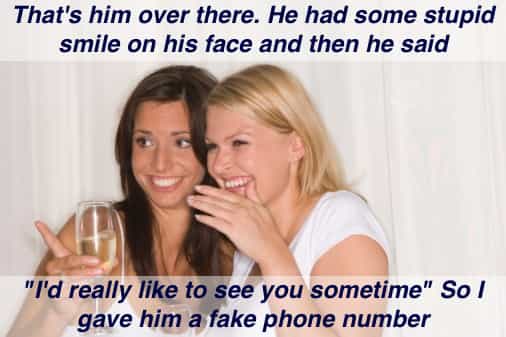 That's him over there. He had some stupid
smile on his face and then he said
"I'd really like to see you sometime" So I
gave him a fake phone number